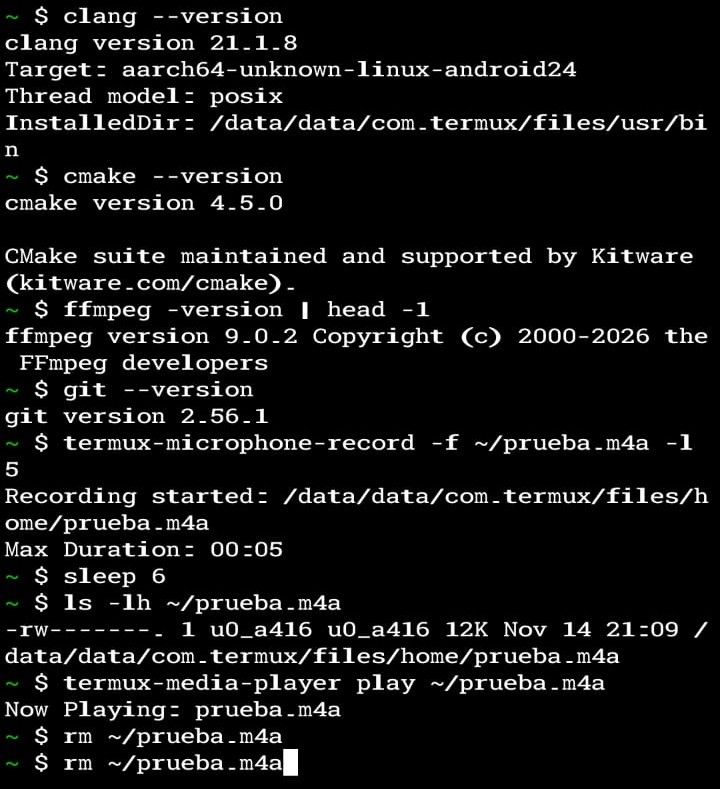 ~ $ clang --version
clang version 21.1.8
Target: aarch64-unknown-linux-android24
Thread model: posix
InstalledDir: /data/data/com.termux/files/usr/bi
n
~ $ cmake --version
cmake version 4.5.0
CMake suite maintained and supported by Kitware
(kitware.com/cmake).
~ $ ffmpeg -version | head -1
ffmpeg version 9.0.2 Copyright (c) 2000-2026 the
FFmpeg developers
~ $ git --version
git version 2.56.1
~ $ termux-microphone-record -f ~/prueba.m4a -l
5
Recording started: /data/data/com.termux/files/h
ome/prueba.m4a
Max Duration: 00:05
~ $ sleep 6
~ $ ls -lh ~/prueba.m4a
-rw-------. 1 u0_a416 u0_a416 12K Nov 14 21:09 /
data/data/com.termux/files/home/prueba.m4a
~ $ termux-media-player play ~/prueba.m4a
Now Playing: prueba.m4a
~ $ rm ~/prueba.m4a
~ $ rm ~/prueba.m4a